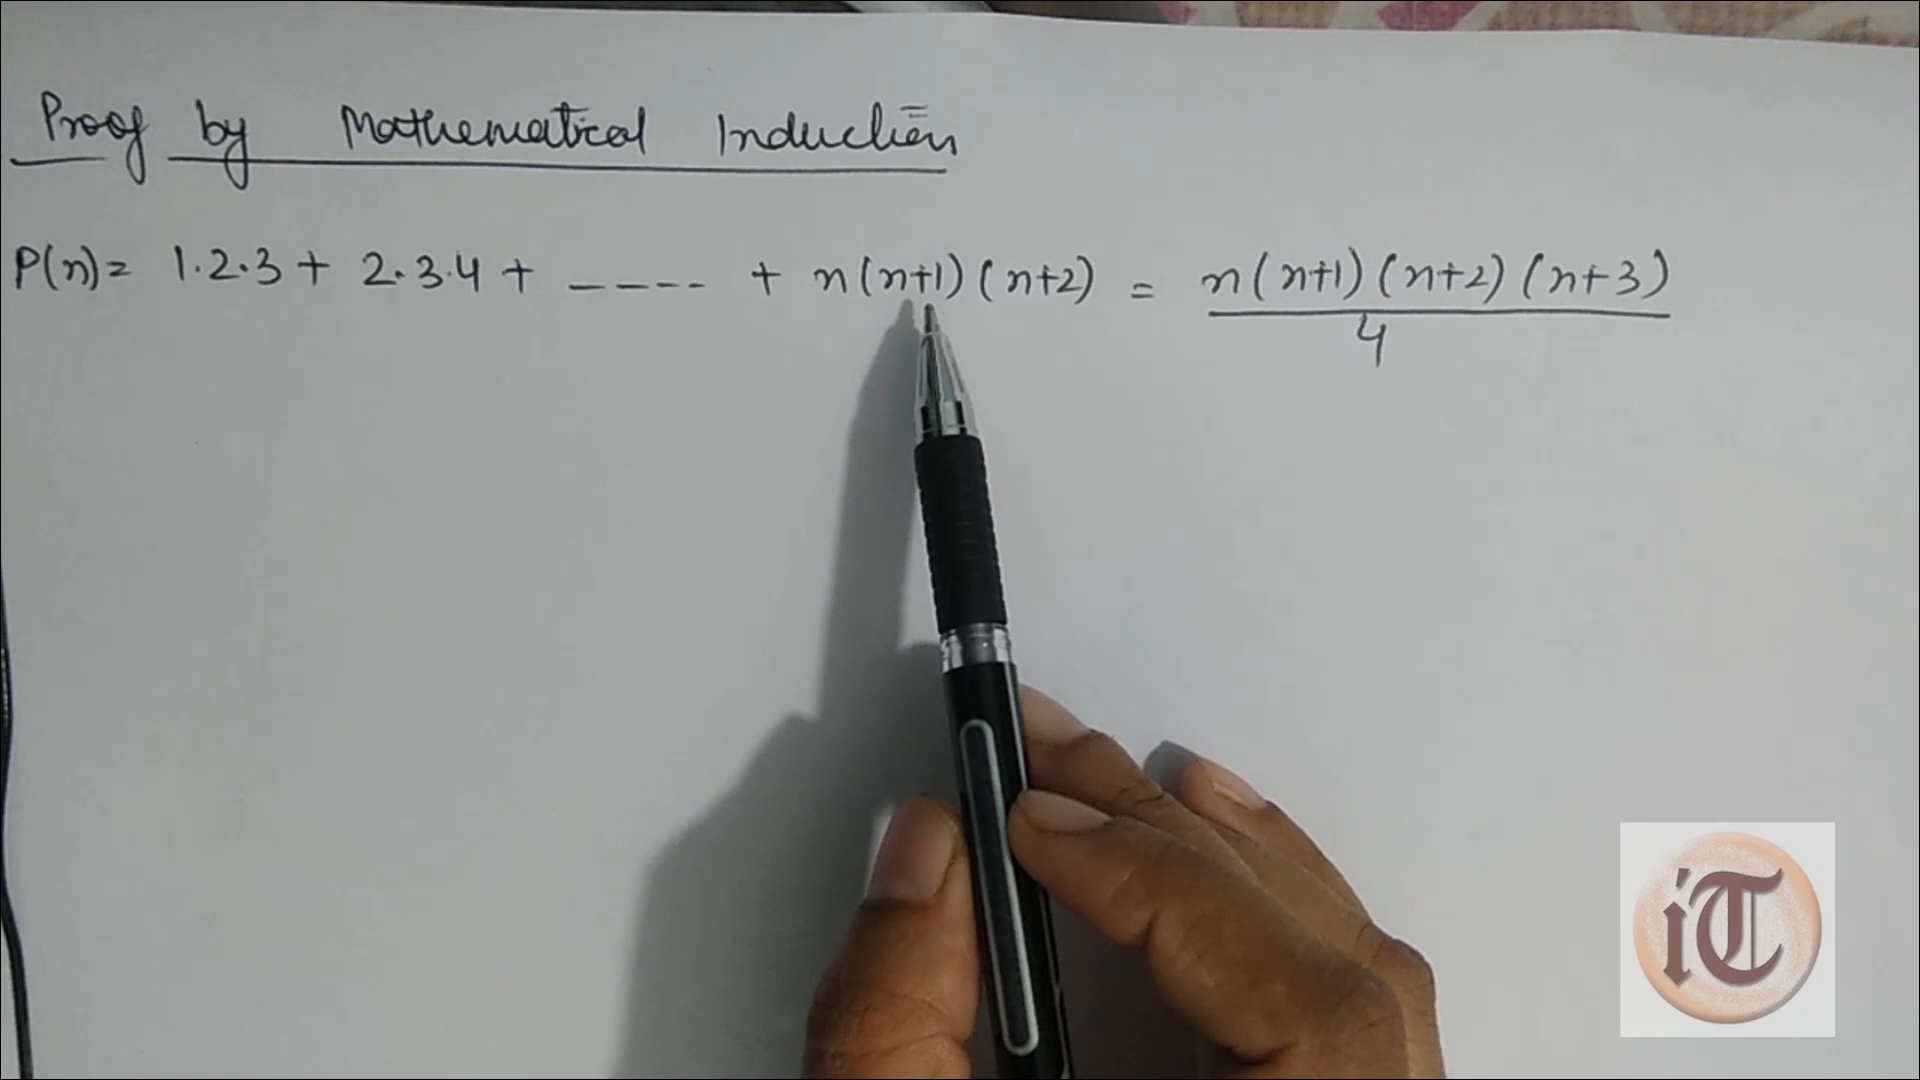 Proof by Mathematical Induction
P(n)= 1.2.3 + 2.3.4 + ----- + n(n+1)(n+2) = n(n+1)(n+2)(n+3)
4
iT